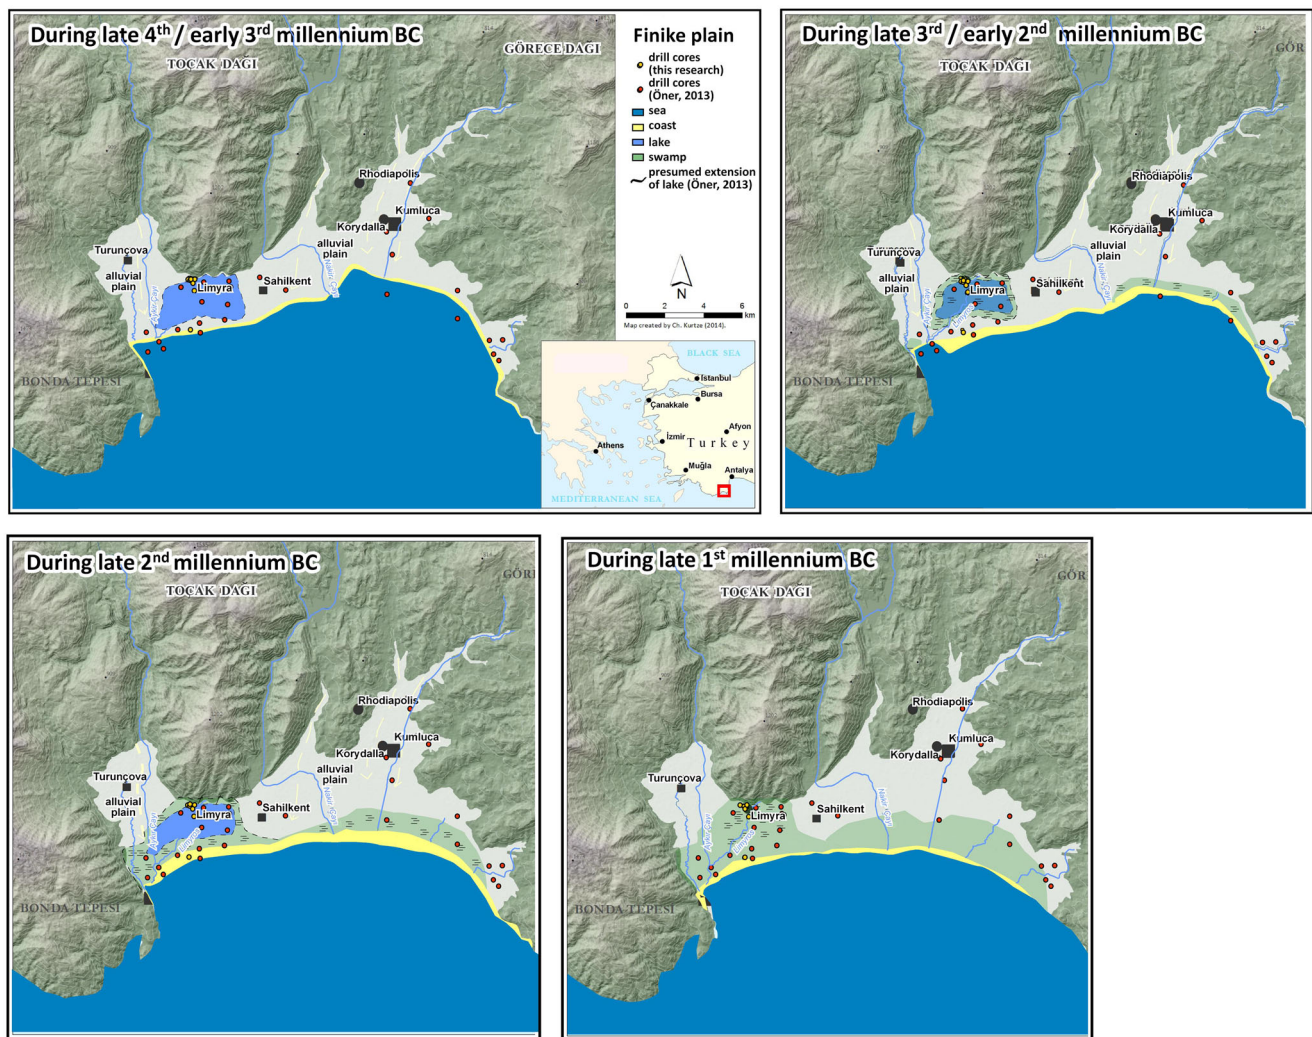 During late 4th / early 3rd millennium BC
TOÇAK DAĞI
GÖRECE DAĞI
Rhodiapolis
Kumluca
Korydalla
alluvial
plain
Turunçova
alluvial
plain
Limyra
Sahilkent
BONDA TEPESI
Finike plain
drill cores
(this research)
drill cores
(Öner, 2013)
sea
coast
lake
swamp
presumed extension
of lake (Öner, 2013)
N
0 2 4 6
km
Map created by Ch. Kurtze (2014).
BLACK SEA
Istanbul
Bursa
Çanakkale
Afyon
İzmir
Turkey
Athens
Muğla
Antalya
MEDITERRANEAN SEA
During late 3rd / early 2nd millennium BC
TOÇAK DAĞI
GÖR
Rhodiapolis
Kumluca
Korydalla
alluvial
plain
Turunçova
alluvial
plain
Limyra
Limyros
Sahilkent
BONDA TEPESI
During late 2nd millennium BC
TOÇAK DAĞI
Rhodiapolis
Kumluca
Korydalla
alluvial
plain
Turunçova
alluvial
plain
Limyra
Limyros
Sahilkent
BONDA TEPESI
During late 1st millennium BC
TOÇAK DAĞI
GÖR
Rhodiapolis
Kumluca
Korydalla
Turunçova
Limyra
Limyros
Sahilkent
BONDA TEPESI